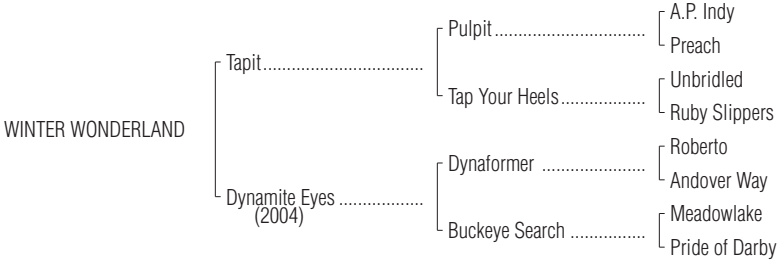 A.P. Indy
Pulpit..............................
Preach
Tapit................................
Unbridled
Tap Your Heels.................
Ruby Slippers
WINTER WONDERLAND
Roberto
Dynaformer .....................
Andover Way
Dynamite Eyes .................
(2004)
Meadowlake
Buckeye Search ...............
Pride of Darby